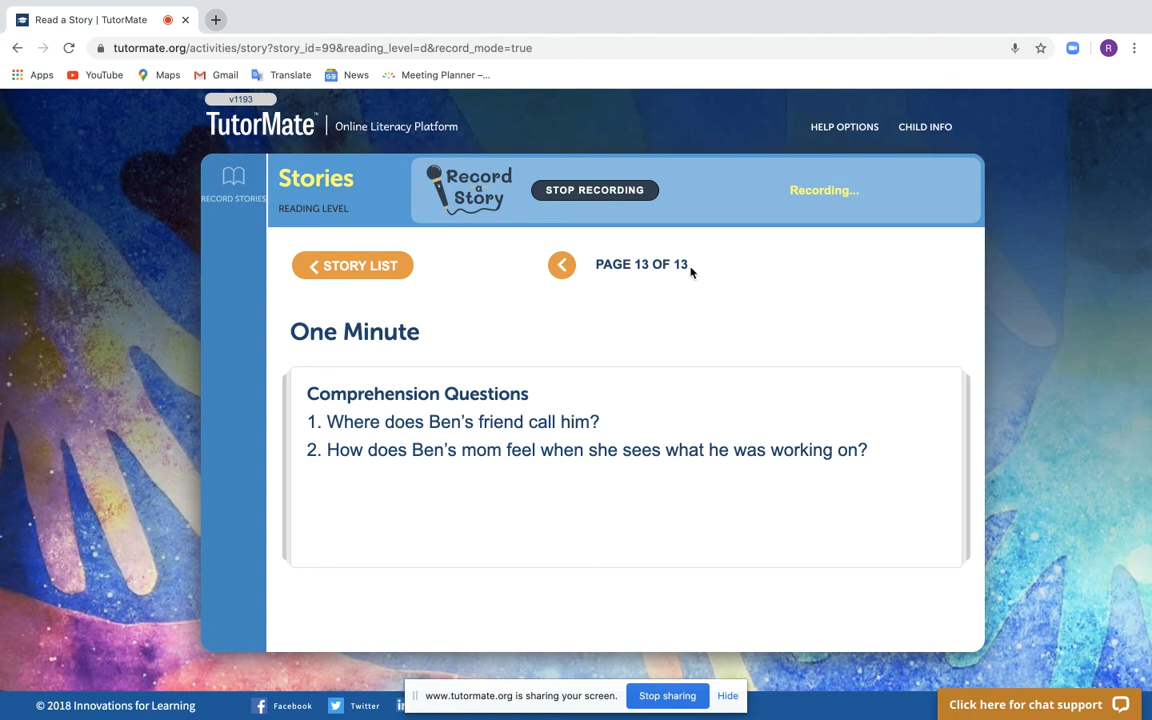 Read a Story | TutorMate
tutormate.org/activities/story?story_id=99&reading_level=d&record_mode=true
R
Apps YouTube Maps Gmail Translate News Meeting Planner –...
v1193
TutorMate | Online Literacy Platform
HELP OPTIONS CHILD INFO
RECORD STORIES
Stories
READING LEVEL
Record
a
Story
STOP RECORDING
Recording...
STORY LIST
PAGE 13 OF 13
One Minute
Comprehension Questions
1. Where does Ben's friend call him?
2. How does Ben's mom feel when she sees what he was working on?
www.tutormate.org is sharing your screen. Stop sharing Hide
© 2018 Innovations for Learning
Facebook Twitter in
Click here for chat support